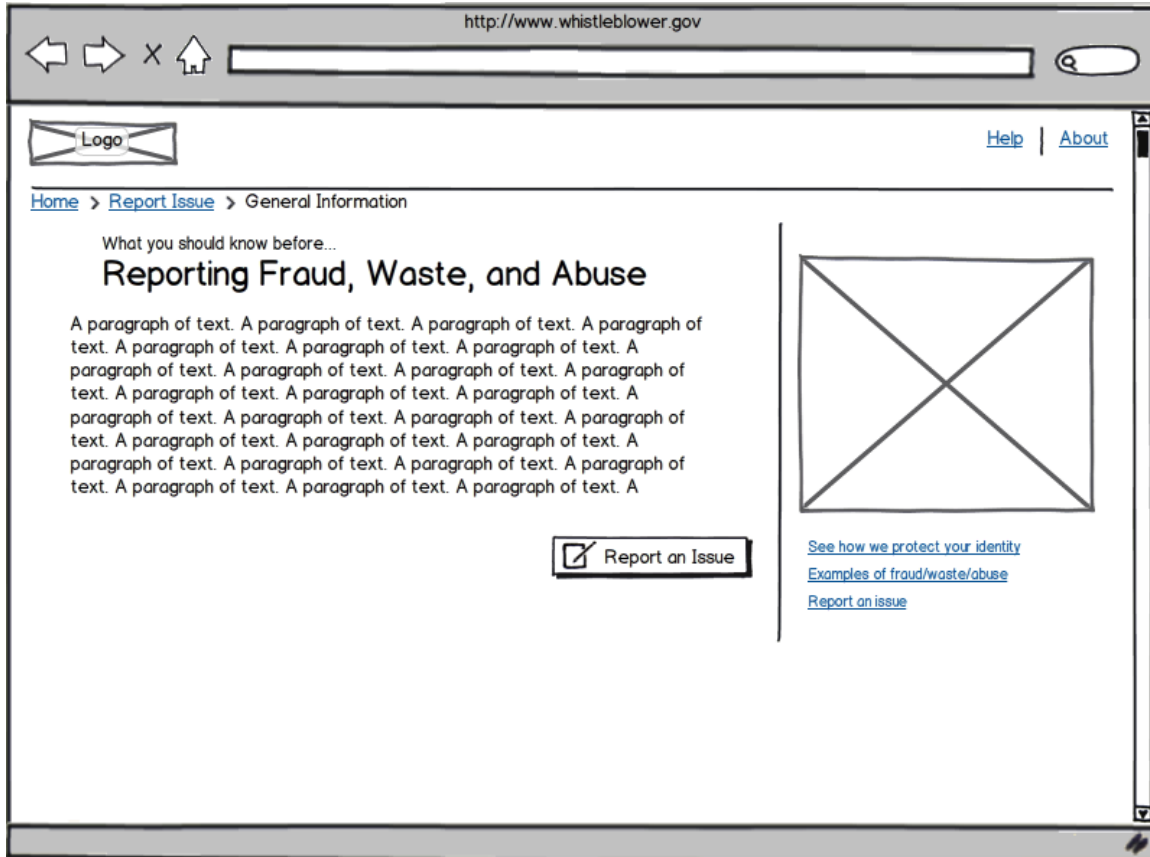 http://www.whistleblower.gov
Logo
Help | About
Home > Report Issue > General Information
What you should know before...
Reporting Fraud, Waste, and Abuse
A paragraph of text. A paragraph of text. A paragraph of text. A paragraph of
text. A paragraph of text. A paragraph of text. A paragraph of text. A
paragraph of text. A paragraph of text. A paragraph of text. A paragraph of
text. A paragraph of text. A paragraph of text. A paragraph of text. A
paragraph of text. A paragraph of text. A paragraph of text. A paragraph of
text. A paragraph of text. A paragraph of text. A paragraph of text. A
paragraph of text. A paragraph of text. A paragraph of text. A paragraph of
text. A paragraph of text. A paragraph of text. A paragraph of text. A
Report an Issue
See how we protect your identity
Examples of fraud/waste/abuse
Report an issue